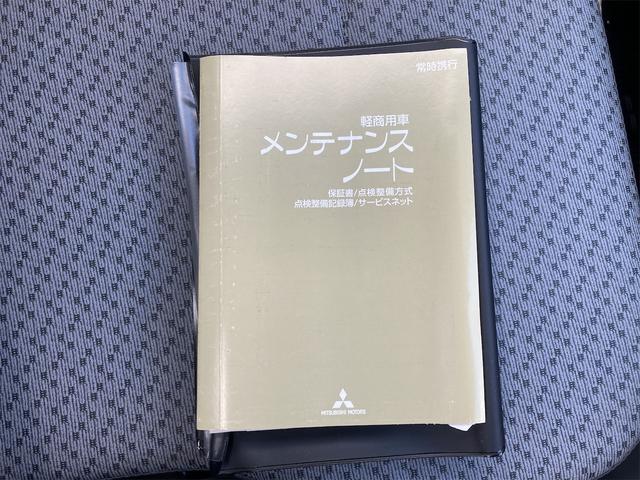 常時携行
軽商用車
メンテナンス
ノート
保証書/点検整備方式
点検整備記録簿/サービスネット
MITSUBISHI MOTORS